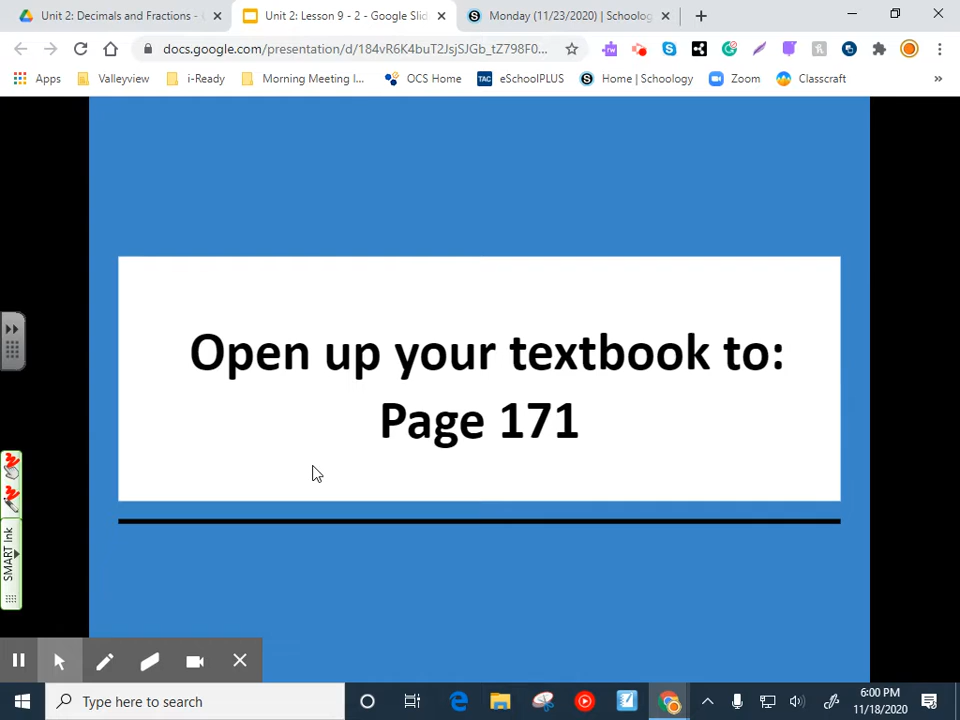 Unit 2: Decimals and Fractions -
Unit 2: Lesson 9 - 2 - Google Slid
Monday (11/23/2020) | Schoolog
docs.google.com/presentation/d/184vR6K4buT2JsjSJGb_tZ798F0...
Apps
Valleyview
i-Ready
Morning Meeting I...
OCS Home
TAC
eSchoolPLUS
S
Home | Schoology
Zoom
Classcraft
»
Open up your textbook to:
Page 171
SMART Ink
Type here to search
6:00 PM
11/18/2020